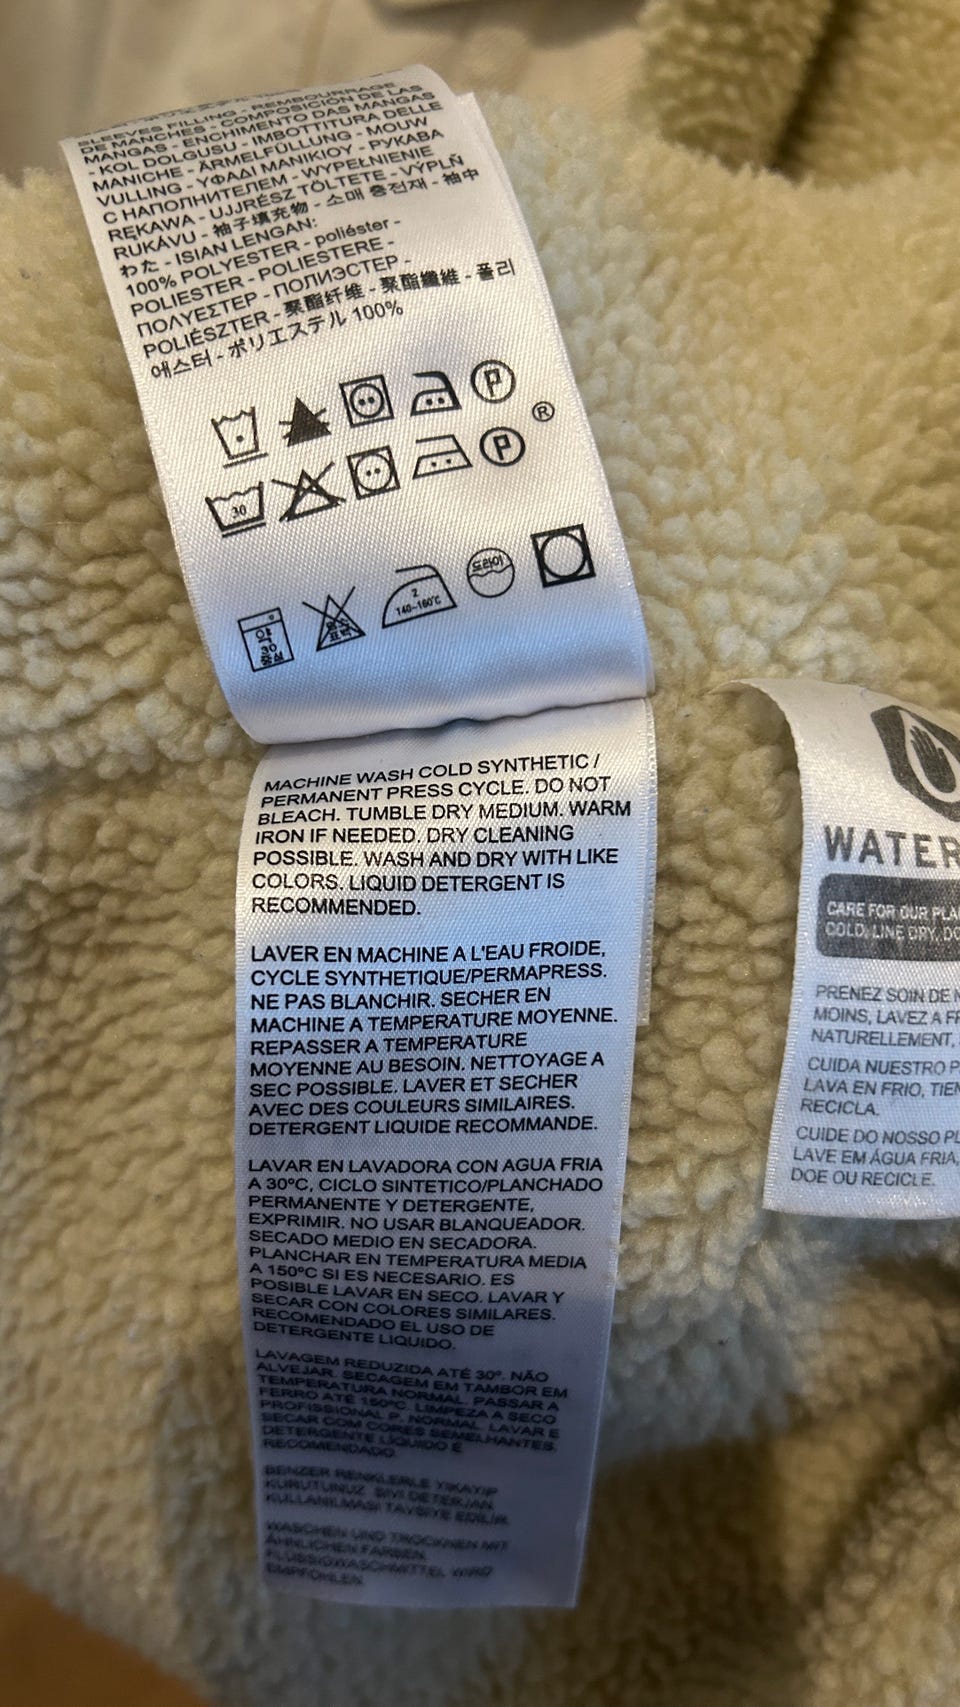 SLEEVES FILLING - REMBOURRAGE
DE MANCHES - COMPOSICIÓN DE LAS
MANGAS - ENCHIMENTO DAS MANGAS
- KOL DOLGUSU - IMBOTTITURA DELLE
MANICHE - ÄRMELFÜLLUNG - MOUW
VULLING - ΥΦΑΔΙ ΜΑΝΙΚΙΟΥ - РУКАВА
С НАПОЛНИТЕЛЕМ - WYPEŁNIENIE
RĘKAWA - UJJRÉSZ TÖLTETE - VÝPLŇ
RUKÁVU - 袖子填充物 - 소매 충전재 - 袖中
わた - ISIAN LENGAN:
100% POLYESTER - poliéster -
POLIESTER - POLIESTERE -
ΠΟΛΥΕΣΤΕΡ - ПОЛИЭСТЕР -
POLIÉSZTER - 聚酯纤维 - 聚酯纖維 - 폴리
에스터 - ポリエステル 100%
P
®
30
P
약
30
중성
2
140~160℃
드라이
MACHINE WASH COLD SYNTHETIC /
PERMANENT PRESS CYCLE. DO NOT
BLEACH. TUMBLE DRY MEDIUM. WARM
IRON IF NEEDED. DRY CLEANING
POSSIBLE. WASH AND DRY WITH LIKE
COLORS. LIQUID DETERGENT IS
RECOMMENDED.
LAVER EN MACHINE A L'EAU FROIDE,
CYCLE SYNTHETIQUE/PERMAPRESS.
NE PAS BLANCHIR. SECHER EN
MACHINE A TEMPERATURE MOYENNE.
REPASSER A TEMPERATURE
MOYENNE AU BESOIN. NETTOYAGE A
SEC POSSIBLE. LAVER ET SECHER
AVEC DES COULEURS SIMILAIRES.
DETERGENT LIQUIDE RECOMMANDE.
LAVAR EN LAVADORA CON AGUA FRIA
A 30ºC, CICLO SINTETICO/PLANCHADO
PERMANENTE Y DETERGENTE,
EXPRIMIR. NO USAR BLANQUEADOR.
SECADO MEDIO EN SECADORA.
PLANCHAR EN TEMPERATURA MEDIA
A 150ºC SI ES NECESARIO. ES
POSIBLE LAVAR EN SECO. LAVAR Y
SECAR CON COLORES SIMILARES.
RECOMENDADO EL USO DE
DETERGENTE LIQUIDO.
LAVAGEM REDUZIDA ATÉ 30º. NÃO
ALVEJAR. SECAGEM EM TAMBOR EM
TEMPERATURA NORMAL. PASSAR A
FERRO ATÉ 150ºC. LIMPEZA A SECO
PROFISSIONAL P. NORMAL. LAVAR E
SECAR COM CORES SEMELHANTES.
DETERGENTE LÍQUIDO É
RECOMENDADO.
BENZER RENKLERLE YIKAYIP
KURUTUNUZ. SIVI DETERJAN
KULLANILMASI TAVSIYE EDILIR.
WASCHEN UND TROCKNEN MIT
ÄHNLICHEN FARBEN.
FLÜSSIGWASCHMITTEL WIRD
EMPFOHLEN.
WATER
CARE FOR OUR PLA
COLD, LINE DRY, DO
PRENEZ SOIN DE
MOINS, LAVEZ A FR
NATURELLEMENT,
CUIDA NUESTRO P
LAVA EN FRIO, TIEN
RECICLA.
CUIDE DO NOSSO PL
LAVE EM ÁGUA FRIA,
DOE OU RECICLE.